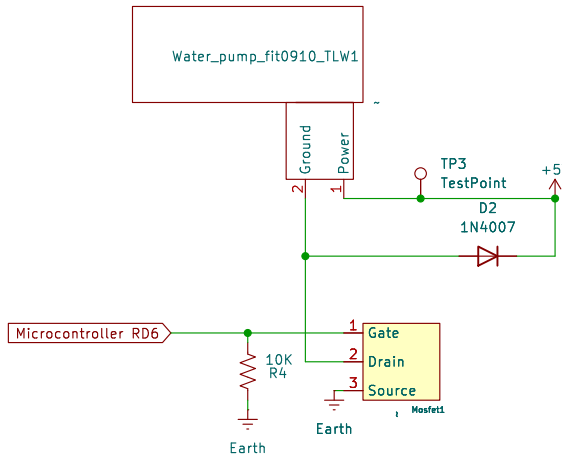 Water_pump_fit0910_TLW1
~
Ground
Power
2
1
TP3
TestPoint
+5
D2
1N4007
Microcontroller RD6
1
Gate
2
Drain
3
Source
10K
R4
Mosfet1
Earth
Earth